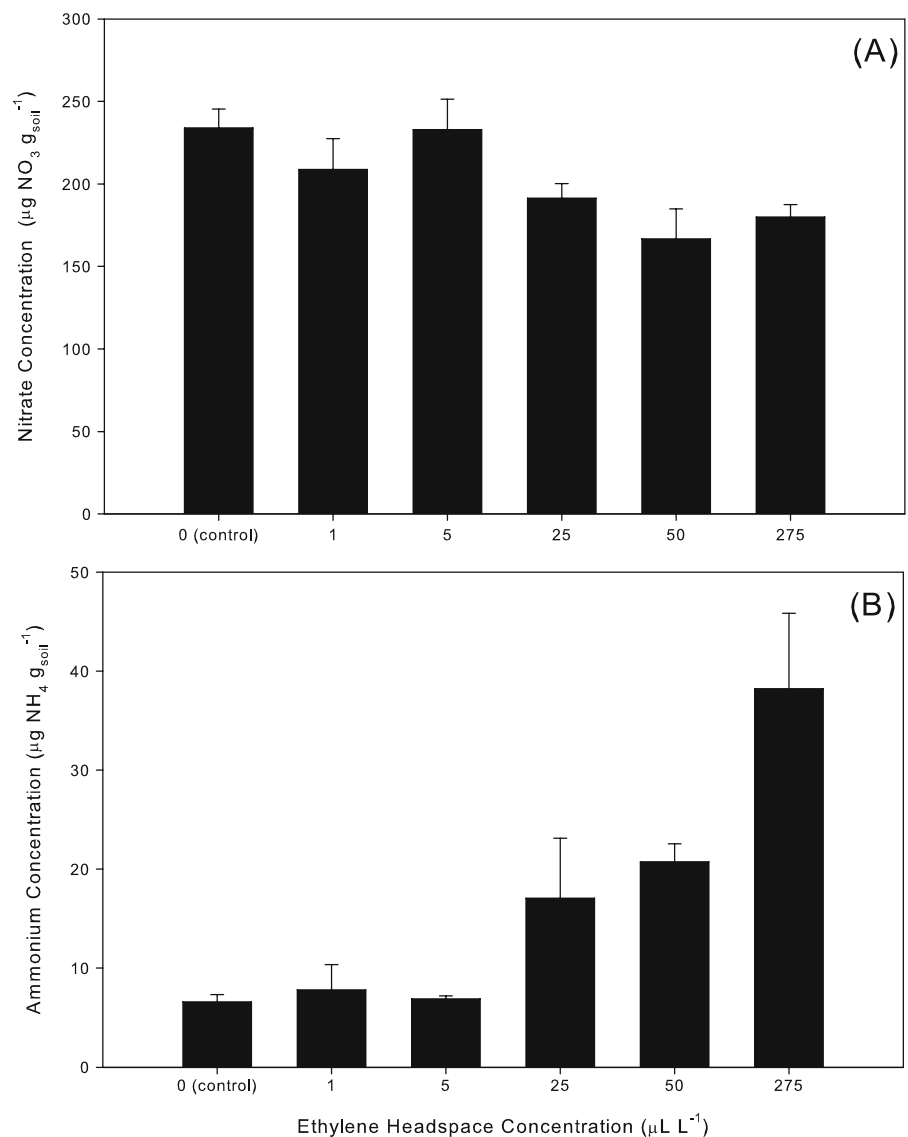 300
(A)
250
200
150
100
50
0
Nitrate Concentration (μg NO₃ g_soil⁻¹)
0 (control) 1 5 25 50 275
50
(B)
40
30
20
10
0
Ammonium Concentration (μg NH₄ g_soil⁻¹)
0 (control) 1 5 25 50 275
Ethylene Headspace Concentration (μL L⁻¹)